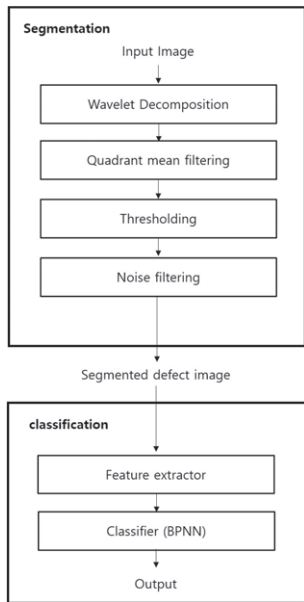 Segmentation
Input Image
Wavelet Decomposition
Quadrant mean filtering
Thresholding
Noise filtering
Segmented defect image
classification
Feature extractor
Classifier (BPNN)
Output